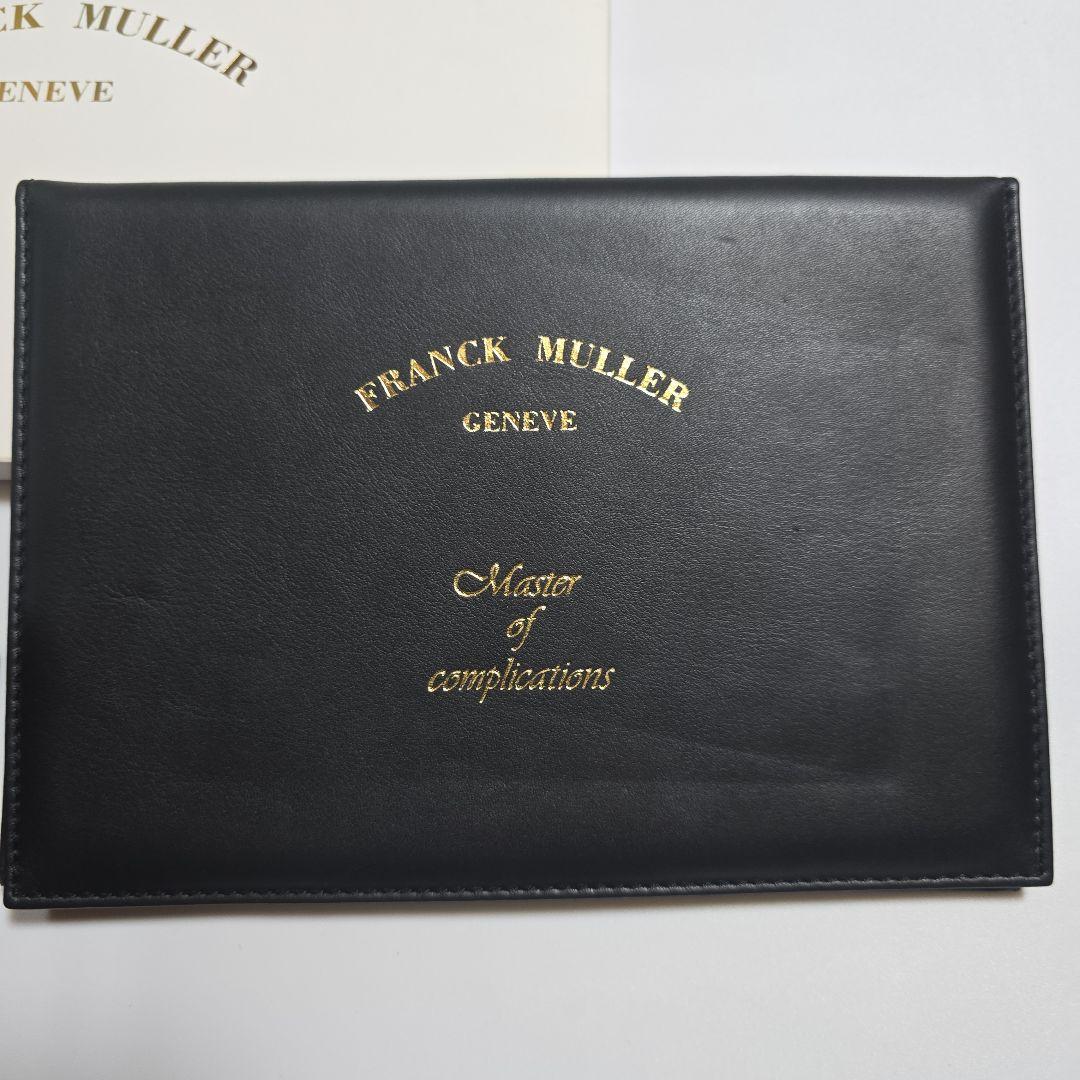 CK MULLER
ENEVE
FRANCK MULLER
GENEVE
Master
of
complications